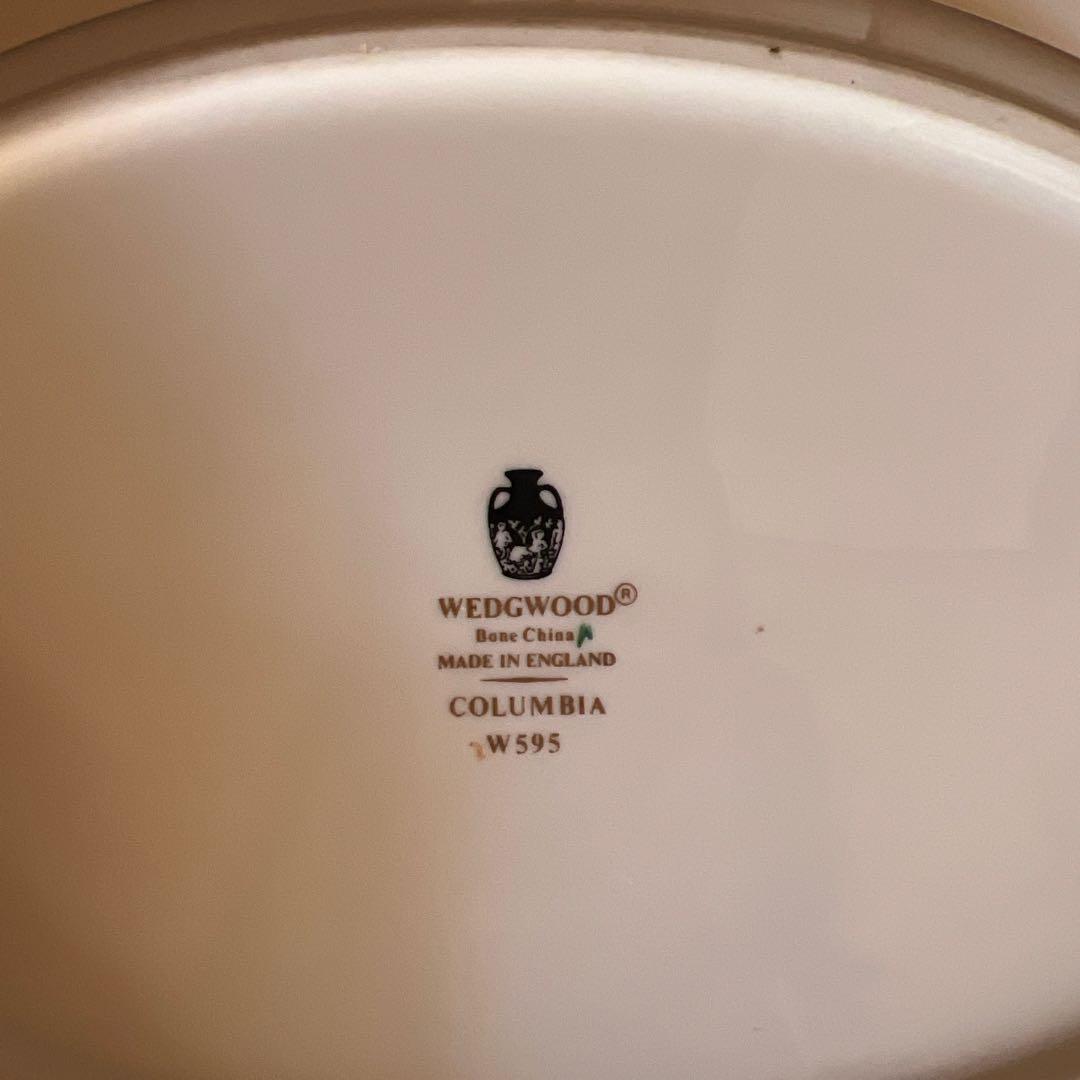 WEDGWOOD®
Bone China
MADE IN ENGLAND
COLUMBIA
W595